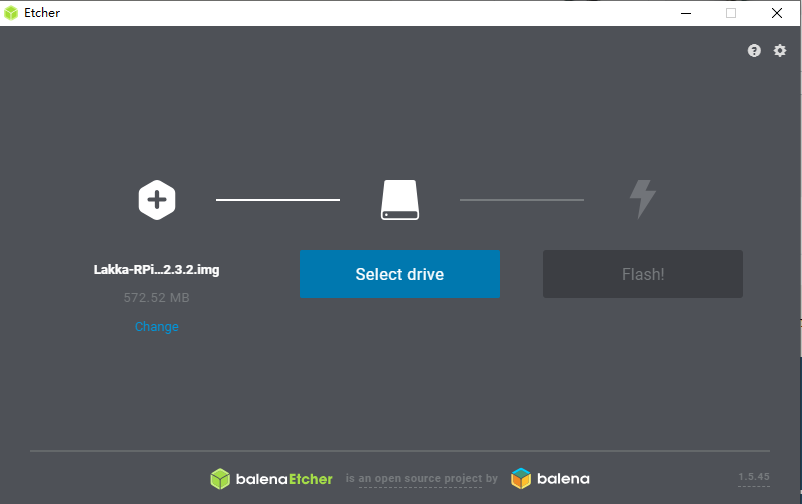 Etcher
Lakka-RPi...2.3.2.img
572.52 MB
Change
Select drive
Flash!
balenaEtcher is an open source project by balena
1.5.45